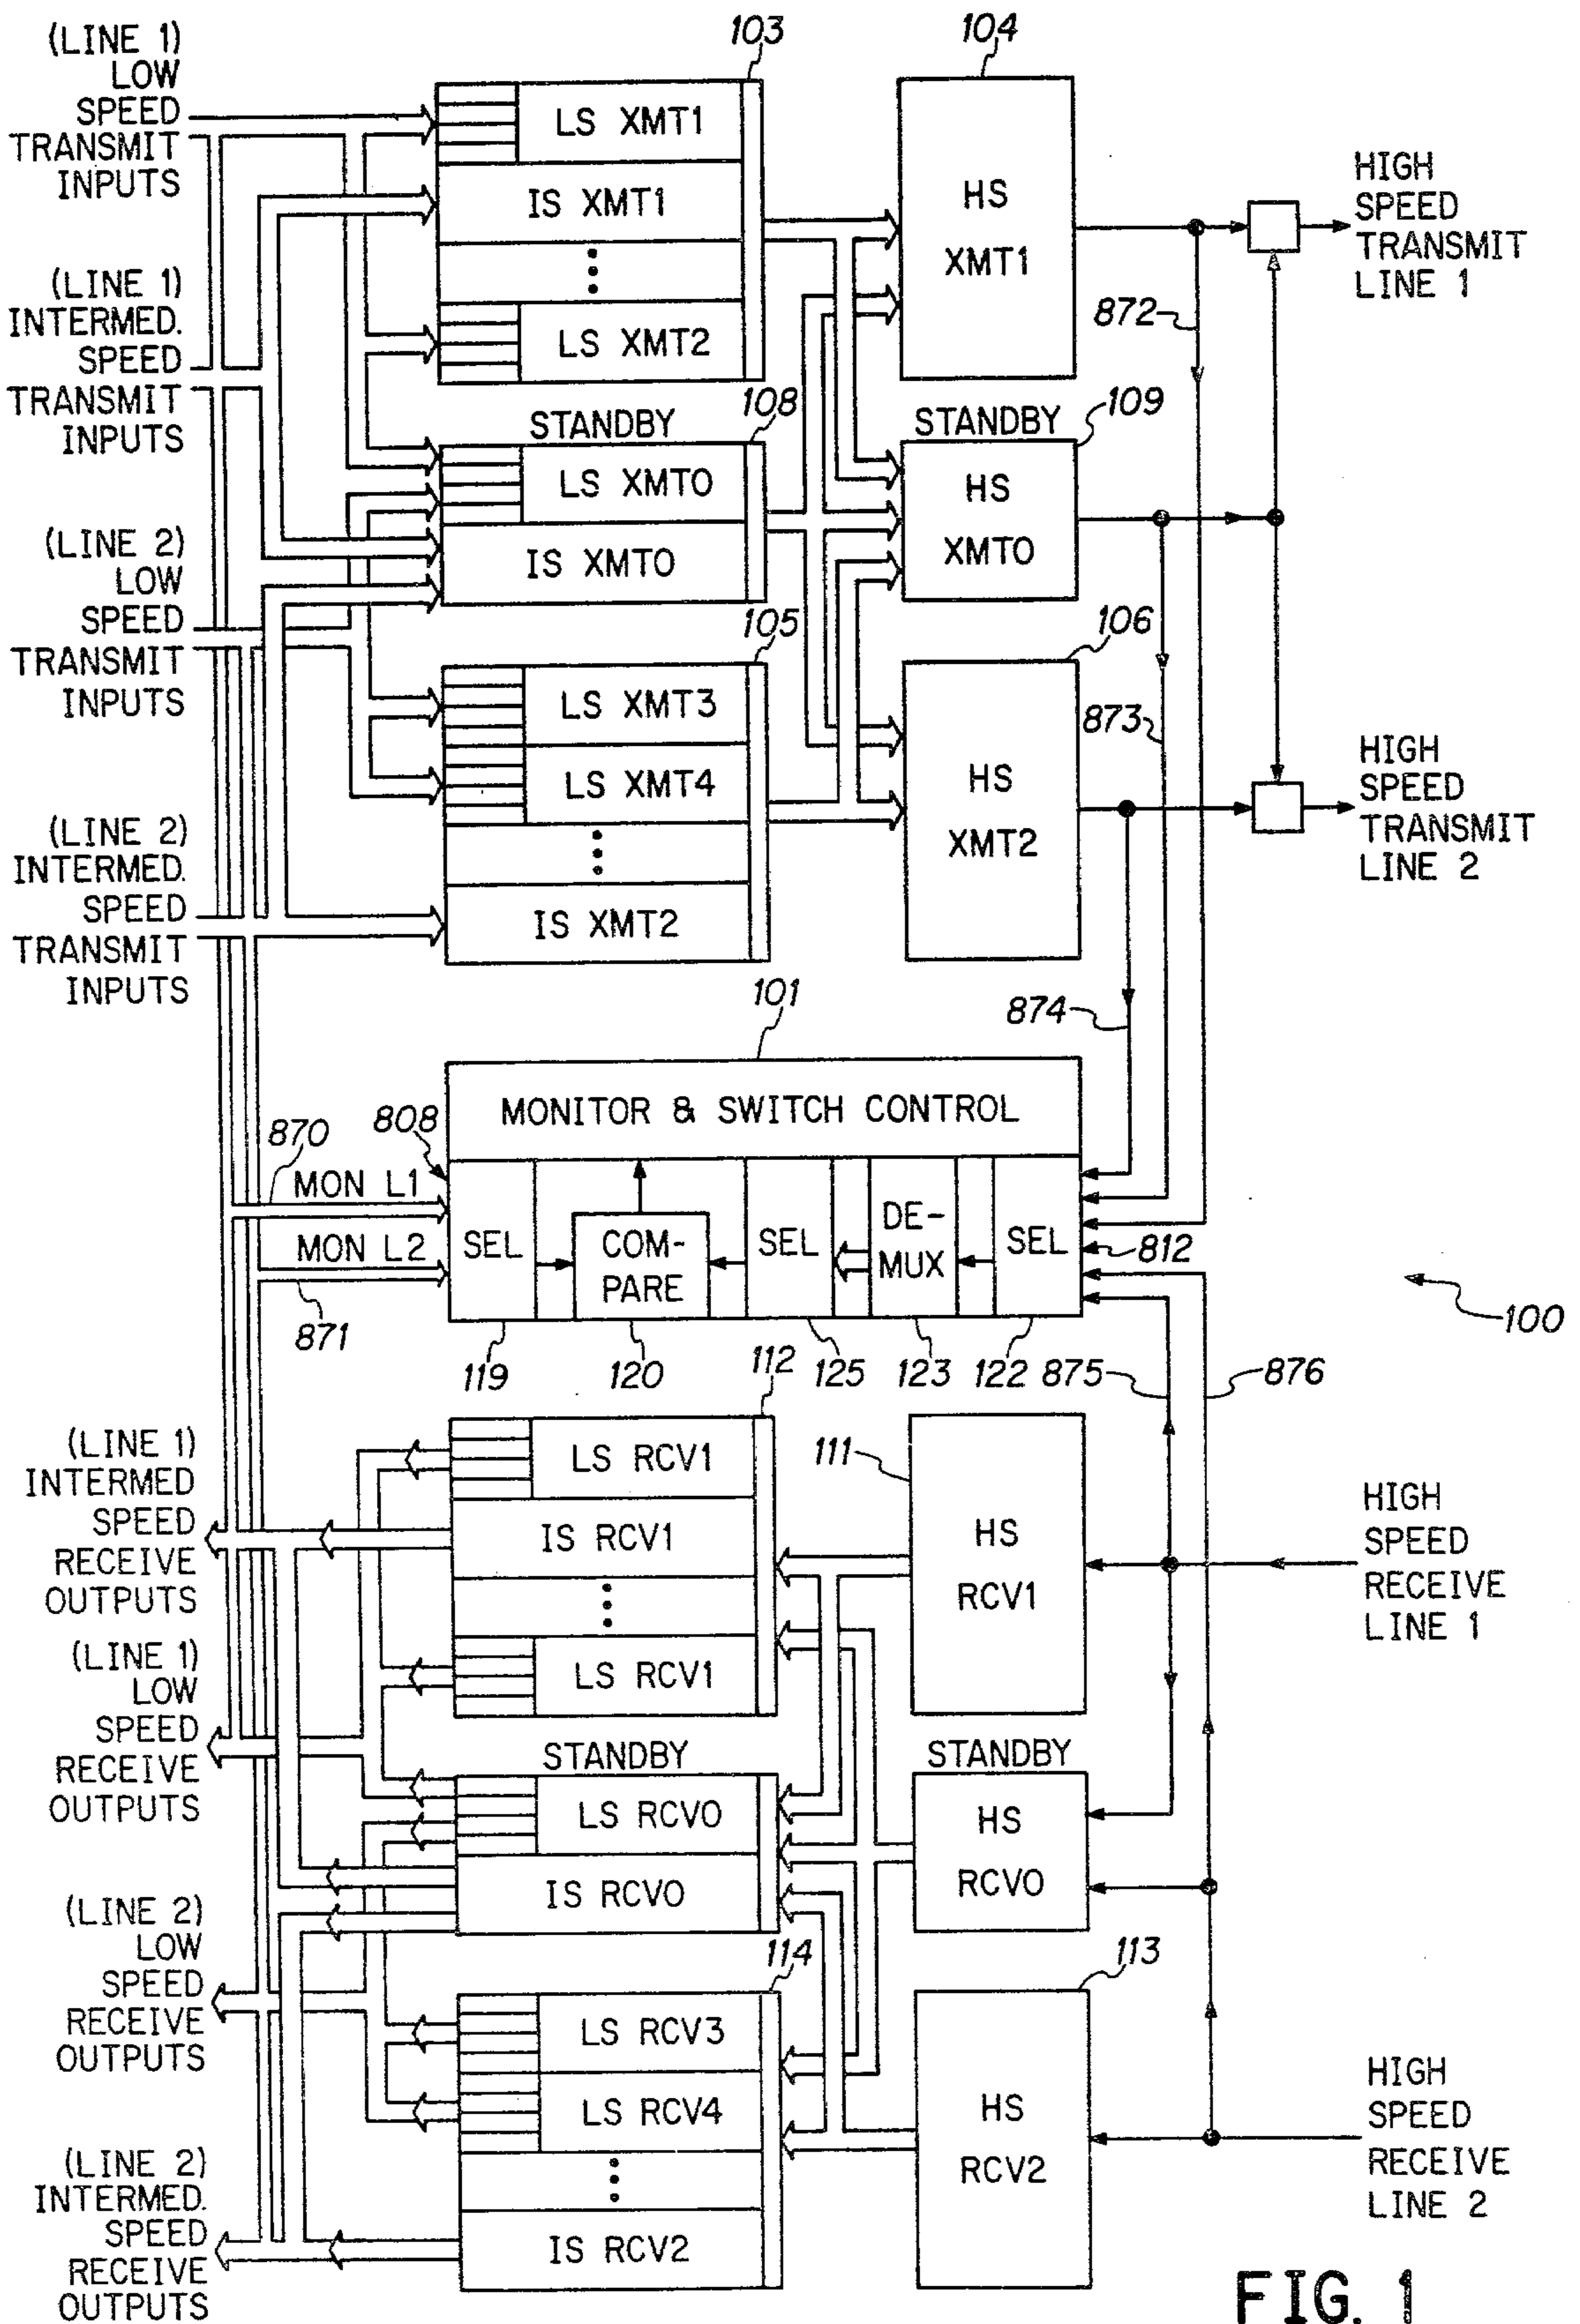 (LINE 1)
LOW
SPEED
TRANSMIT
INPUTS
(LINE 1)
INTERMED.
SPEED
TRANSMIT
INPUTS
(LINE 2)
LOW
SPEED
TRANSMIT
INPUTS
(LINE 2)
INTERMED.
SPEED
TRANSMIT
INPUTS
103
LS XMT1
IS XMT1
LS XMT2
STANDBY
108
LS XMT0
IS XMT0
105
LS XMT3
LS XMT4
IS XMT2
104
HS
XMT1
STANDBY
109
HS
XMT0
106
HS
XMT2
872
873
874
HIGH
SPEED
TRANSMIT
LINE 1
HIGH
SPEED
TRANSMIT
LINE 2
101
MONITOR & SWITCH CONTROL
808
870
MON L1
MON L2
871
SEL
COM-
PARE
SEL
DE-
MUX
SEL
812
119
120
125
123
122
875
876
100
(LINE 1)
INTERMED
SPEED
RECEIVE
OUTPUTS
(LINE 1)
LOW
SPEED
RECEIVE
OUTPUTS
(LINE 2)
LOW
SPEED
RECEIVE
OUTPUTS
(LINE 2)
INTERMED.
SPEED
RECEIVE
OUTPUTS
112
LS RCV1
IS RCV1
LS RCV1
STANDBY
LS RCV0
IS RCV0
114
LS RCV3
LS RCV4
IS RCV2
111
HS
RCV1
STANDBY
HS
RCV0
113
HS
RCV2
HIGH
SPEED
RECEIVE
LINE 1
HIGH
SPEED
RECEIVE
LINE 2
FIG. 1